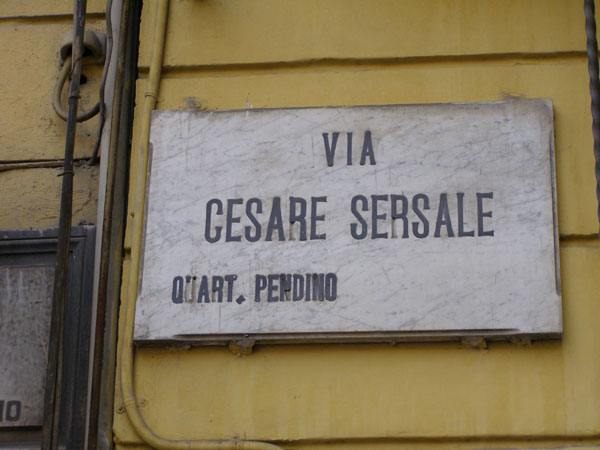 VIA
CESARE SERSALE
QUART. PENDINO